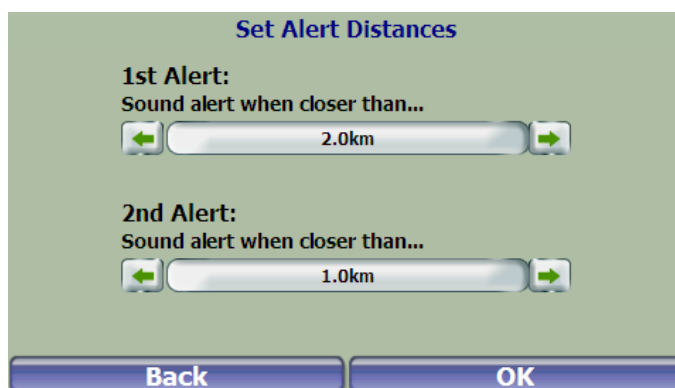 Set Alert Distances
1st Alert:
Sound alert when closer than...
2.0km
2nd Alert:
Sound alert when closer than...
1.0km
Back
OK